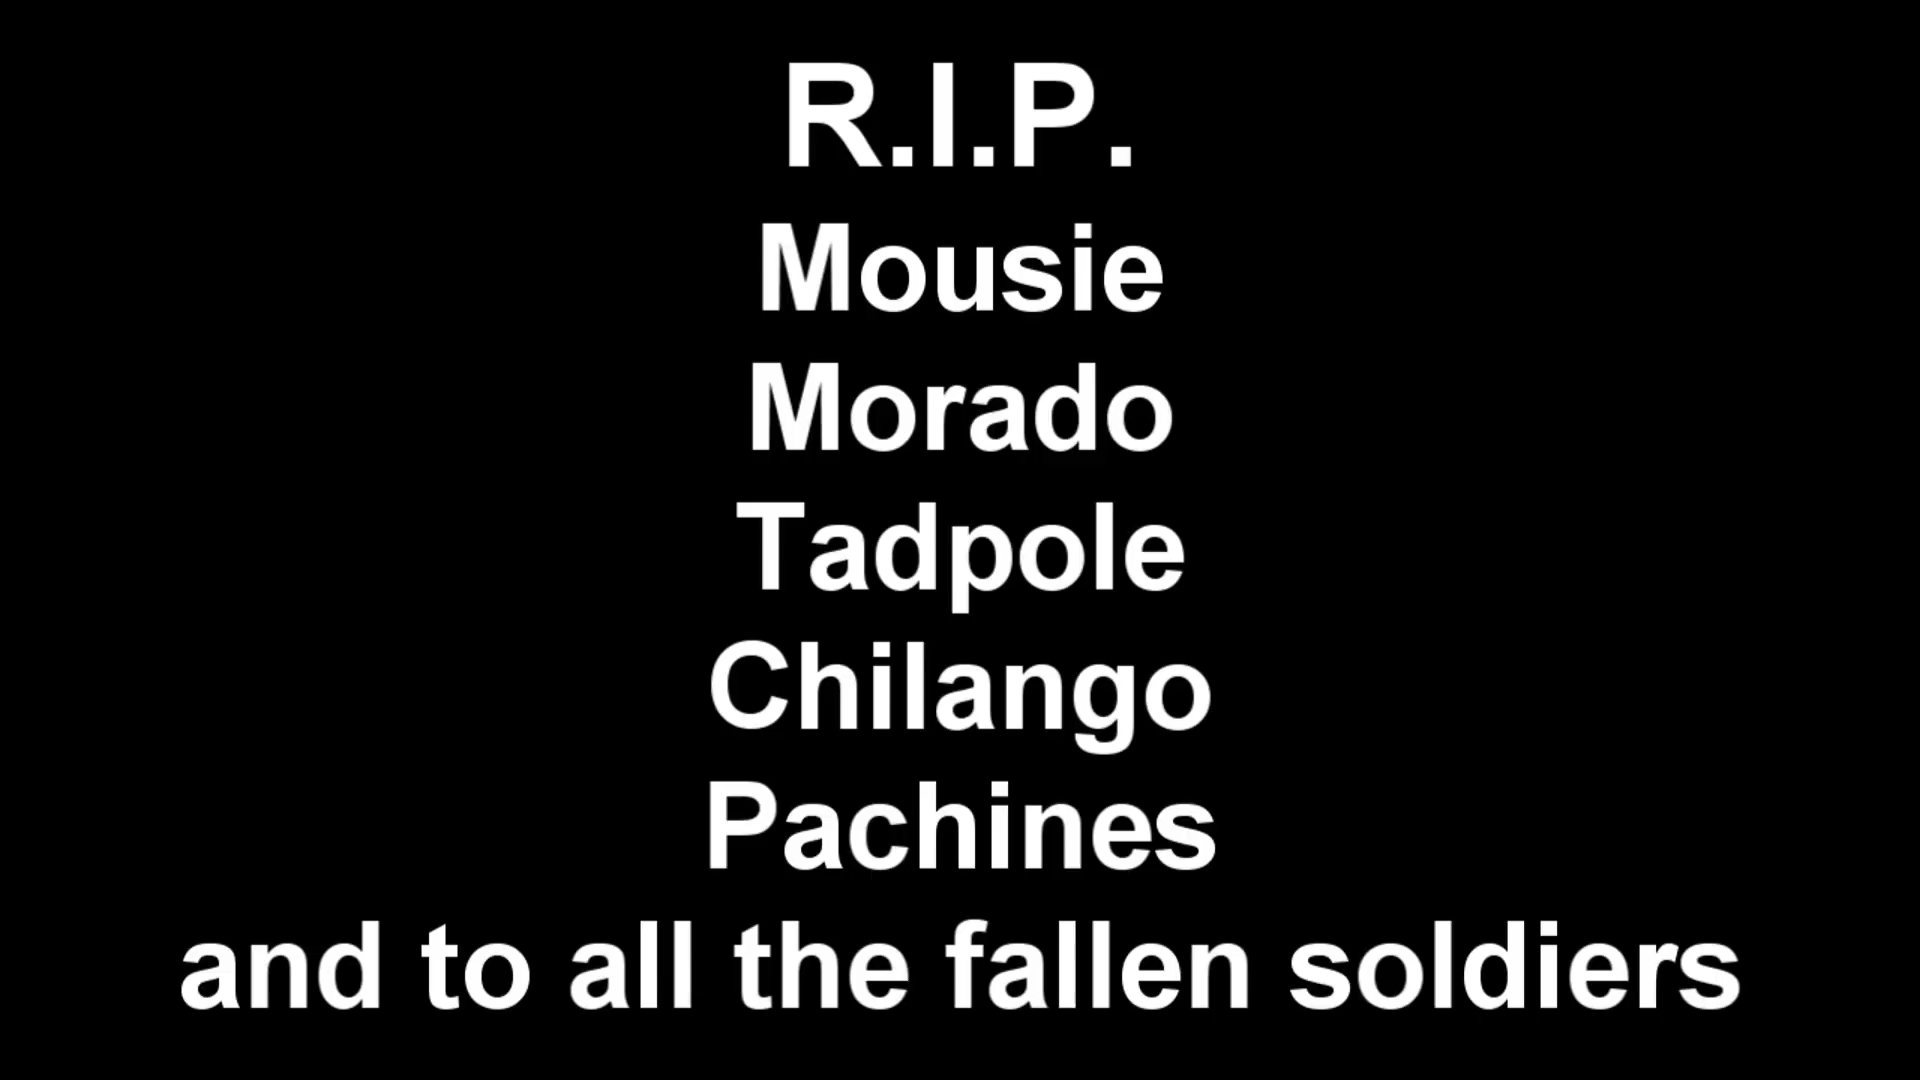 R.I.P.
Mousie
Morado
Tadpole
Chilango
Pachines
and to all the fallen soldiers